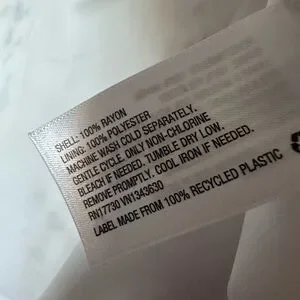 SHELL: 100% RAYON
LINING: 100% POLYESTER
MACHINE WASH COLD SEPARATELY.
GENTLE CYCLE. ONLY NON-CHLORINE
BLEACH IF NEEDED. TUMBLE DRY LOW.
REMOVE PROMPTLY. COOL IRON IF NEEDED.
RN17730 VN1343630
LABEL MADE FROM 100% RECYCLED PLASTIC